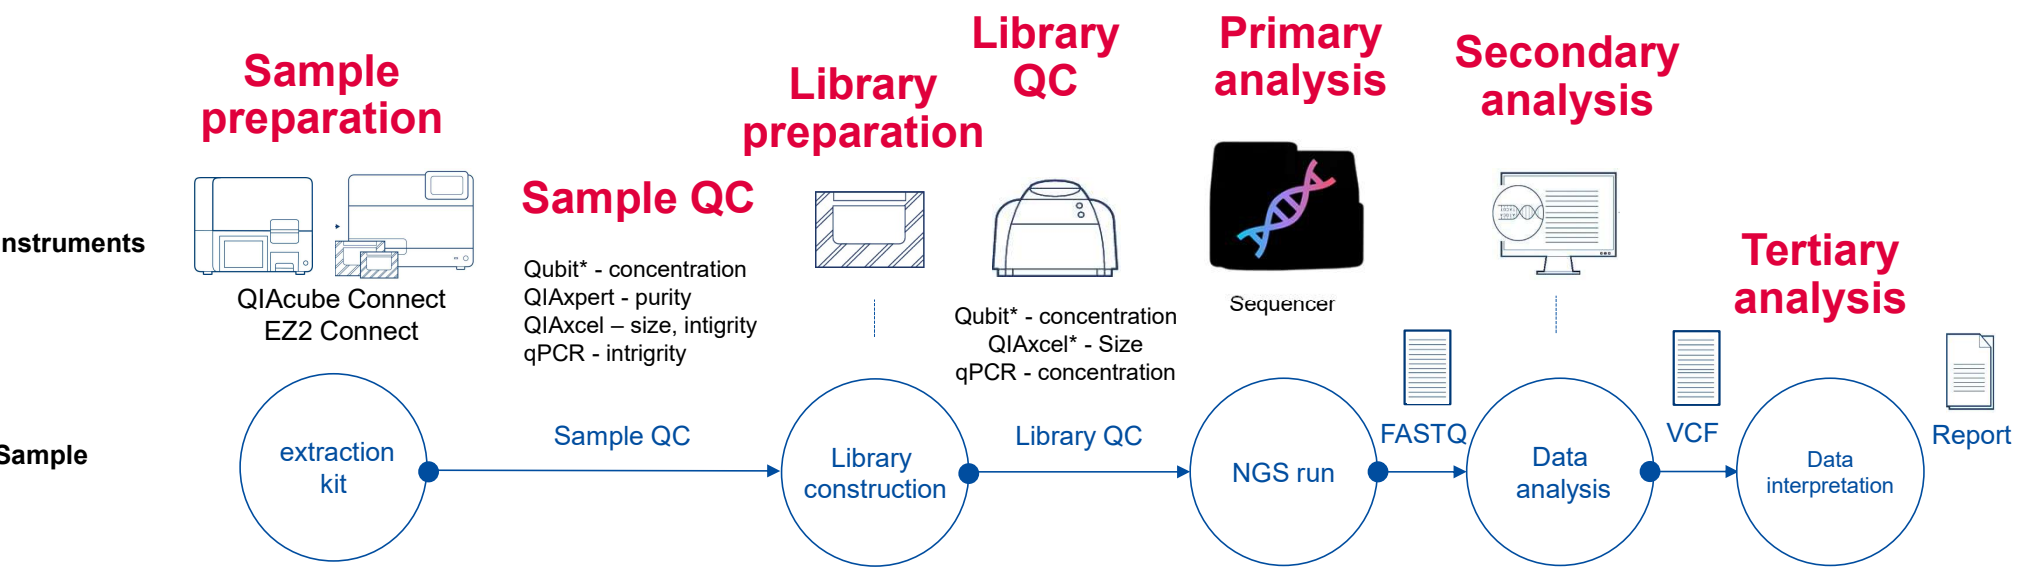 Sample
preparation
Sample QC
Library
preparation
Library
QC
Primary
analysis
Secondary
analysis
Tertiary
analysis
nstruments
QIAcube Connect
EZ2 Connect
Qubit* - concentration
QIAxpert - purity
QIAxcel – size, intigrity
qPCR - intrigrity
Qubit* - concentration
QIAxcel* - Size
qPCR - concentration
Sequencer
Sample
extraction
kit
Sample QC
Library
construction
Library QC
NGS run
FASTQ
Data
analysis
VCF
Data
interpretation
Report